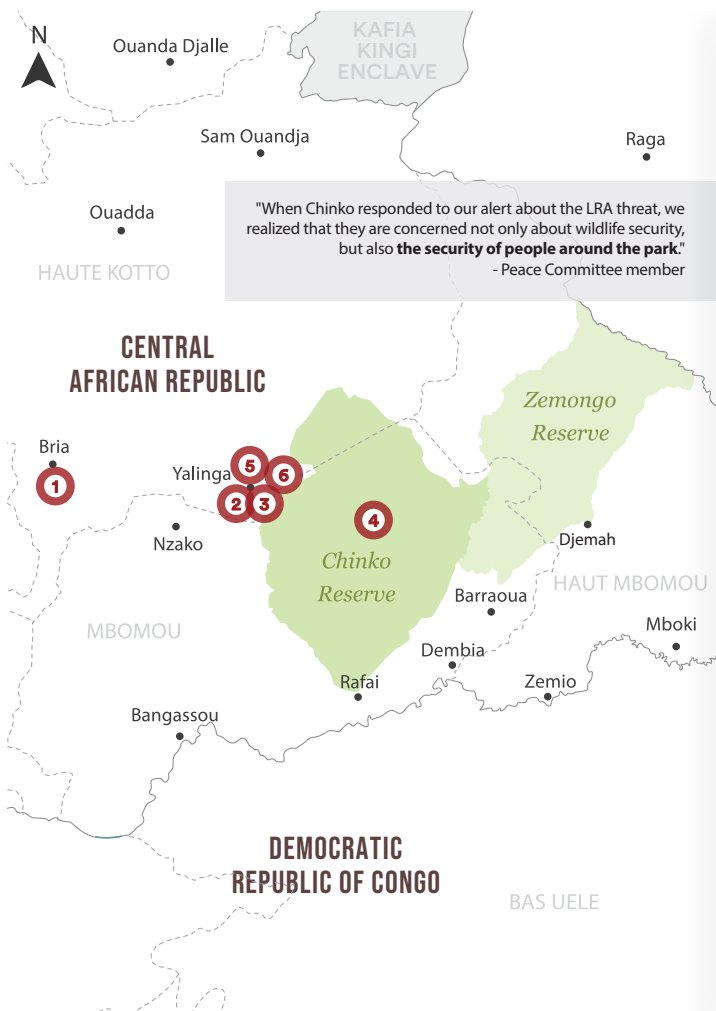 N
Ouanda Djalle
KAFIA
KINGI
ENCLAVE
Sam Ouandja
Raga
Ouadda
"When Chinko responded to our alert about the LRA threat, we
realized that they are concerned not only about wildlife security,
but also the security of people around the park."
- Peace Committee member
HAUTE KOTTO
CENTRAL
AFRICAN REPUBLIC
Zemongo
Reserve
Bria
1
Yalinga
5
6
2
3
4
Nzako
Chinko
Reserve
Djemah
HAUT MBOMOU
Barraoua
MBOMOU
Mboki
Dembia
Rafai
Zemio
Bangassou
DEMOCRATIC
REPUBLIC OF CONGO
BAS UELE